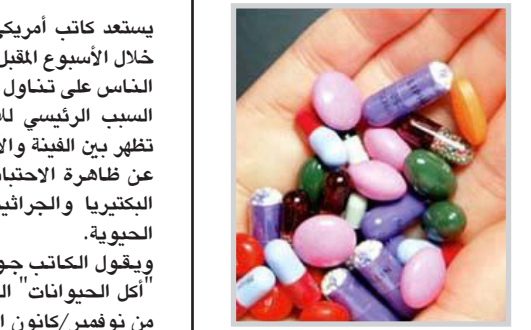 يستعد كاتب أمريكي
خلال الأسبوع المقبل
الناس على تناول
السبب الرئيسي
تظهر بين الفينة
عن ظاهرة
البكتيريا والجراثيم
الحيوية.
ويقول الكاتب
"أكل الحيوانات"
من نوفمبر/كانون